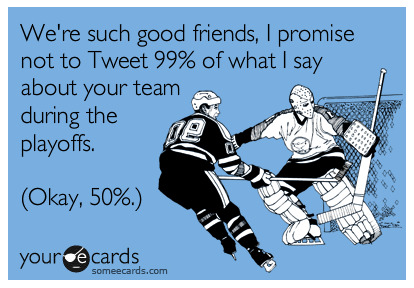 We're such good friends, I promise
not to Tweet 99% of what I say
about your team
during the
playoffs.
(Okay, 50%.)
your e cards
someecards.com